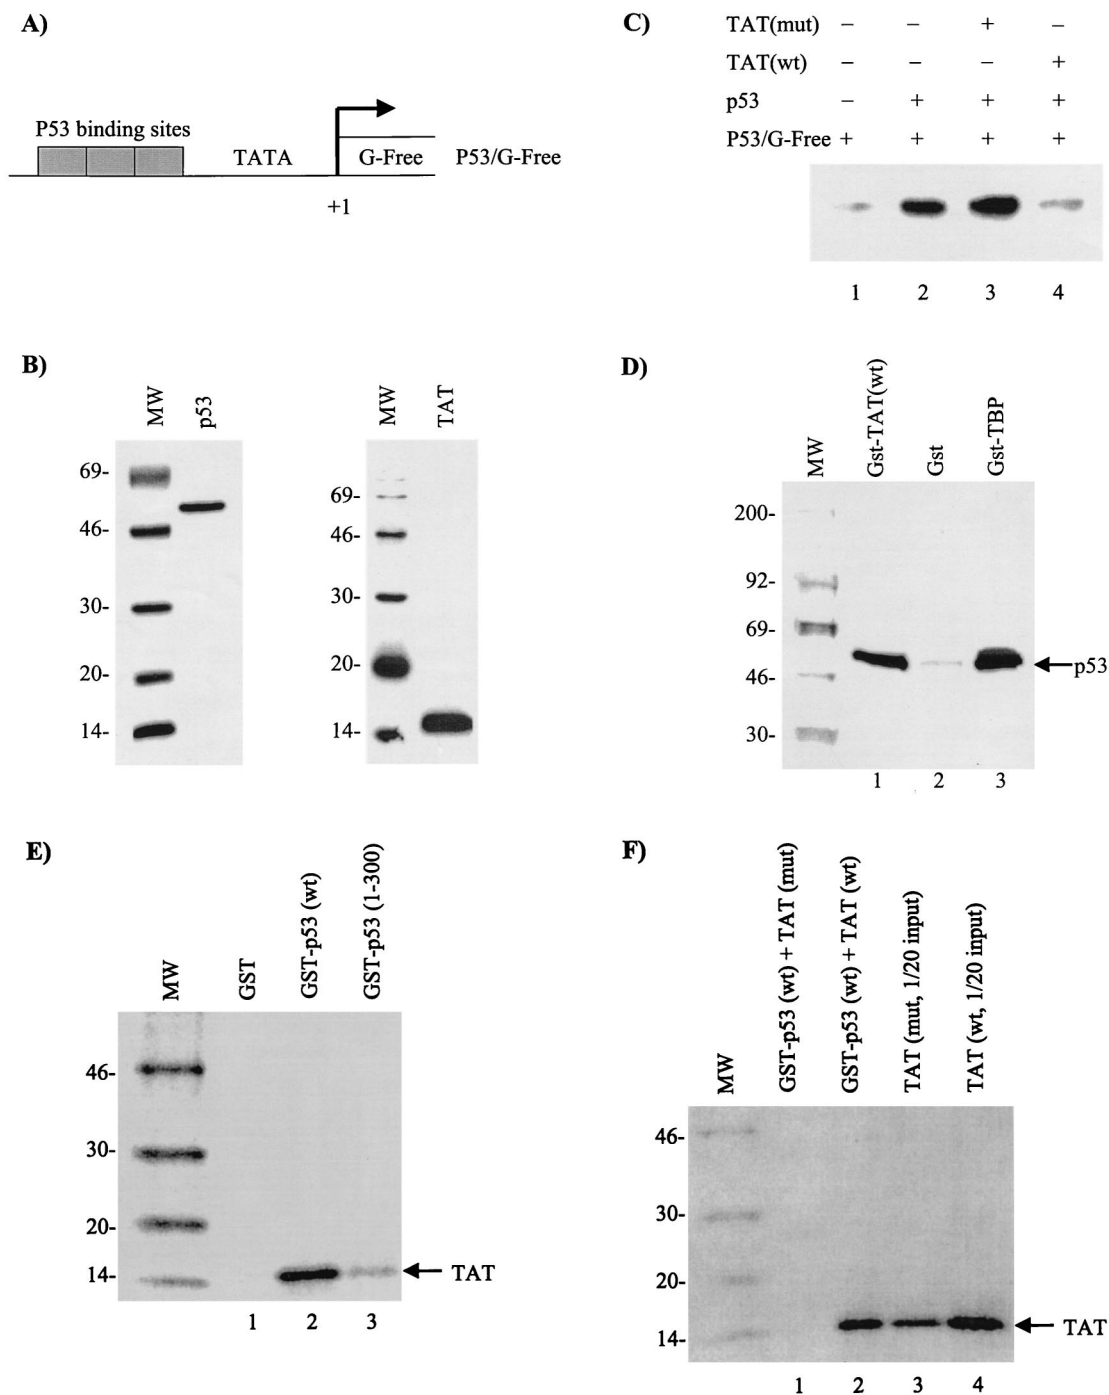 A)
P53 binding sites
TATA
G-Free
P53/G-Free
+1
C)
TAT(mut) – – + –
TAT(wt) – – – +
p53 – + + +
P53/G-Free + + + +
1 2 3 4
B)
MW
p53
69-
46-
30-
20-
14-
MW
TAT
69-
46-
30-
20-
14-
D)
MW
Gst-TAT(wt)
Gst
Gst-TBP
200-
92-
69-
46-
30-
p53
1 2 3
E)
MW
GST
GST-p53 (wt)
GST-p53 (1-300)
46-
30-
20-
14-
TAT
1 2 3
F)
MW
GST-p53 (wt) + TAT (mut)
GST-p53 (wt) + TAT (wt)
TAT (mut, 1/20 input)
TAT (wt, 1/20 input)
46-
30-
20-
14-
TAT
1 2 3 4